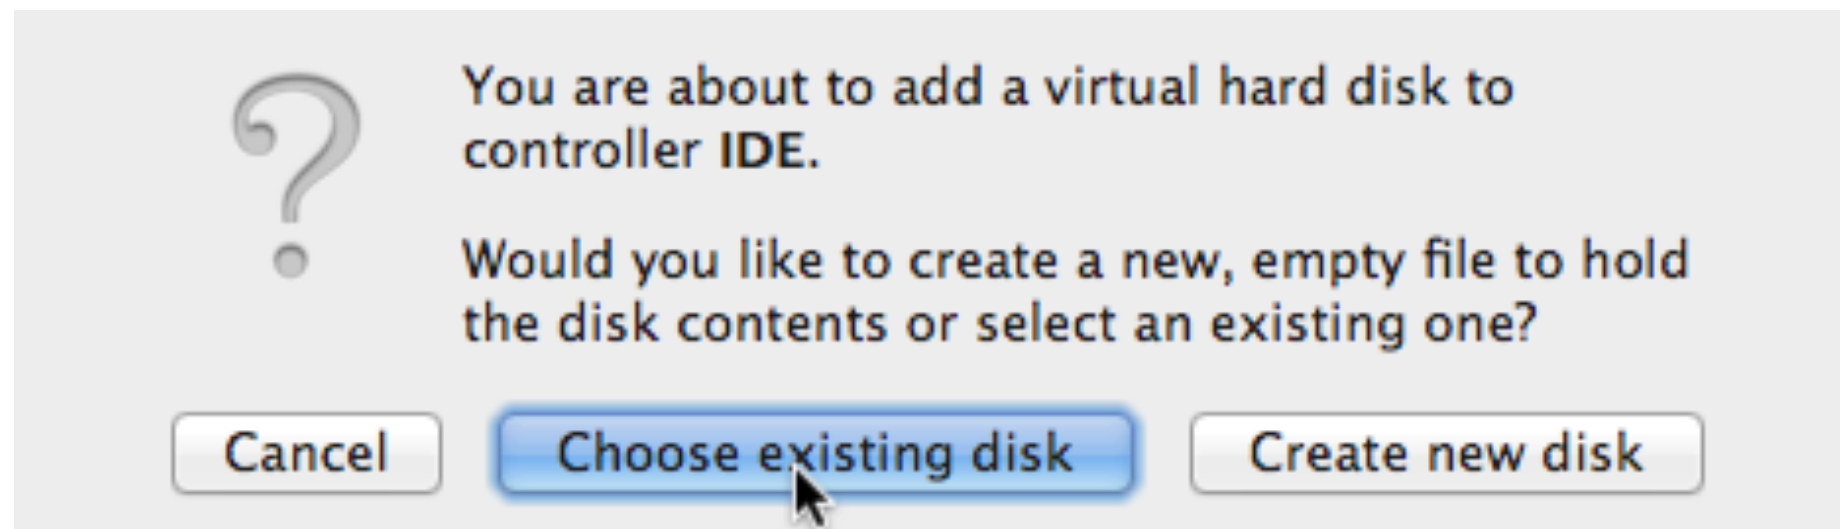 You are about to add a virtual hard disk to
controller IDE.
Would you like to create a new, empty file to hold
the disk contents or select an existing one?
Cancel
Choose existing disk
Create new disk